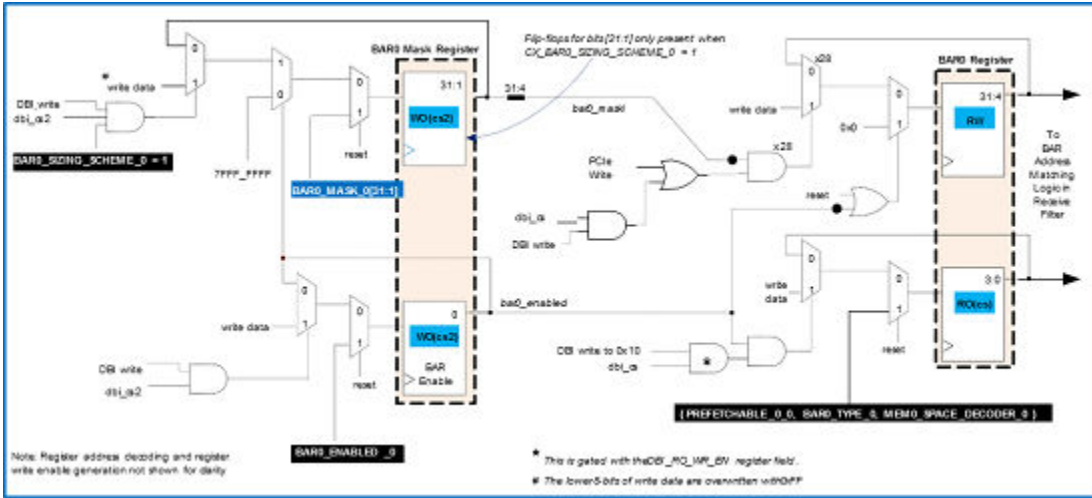 Flip-flops for bits[31:1] only present when
CX_BAR0_SIZING_SCHEME_0 = 1
BAR0 Mask Register
BAR0 Register
0
1
*
write data
DBI_write
dbi_cs2
BAR0_SIZING_SCHEME_0 = 1
1
0
7FFF_FFFF
0
1
reset
BAR0_MASK_0[31:1]
31:1
WO(cs2)
31:4
bar0_mask
PCIe
Write
dbi_cs
DBI write
x28
x28
0
1
write data
0x0
0
1
reset
31:4
RW
To
BAR
Address
Matching
Logic in
Receive
Filter
0
1
write data
DBI write
dbi_cs2
0
1
reset
BAR0_ENABLED _0
0
WO(cs2)
BAR
Enable
bar0_enabled
0
1
write
data
DBI write to 0x10
dbi_cs
*
0
1
reset
3:0
RO(cs)
{ PREFETCHABLE_0_0, BAR0_TYPE_0, MEM0_SPACE_DECODER_0 }
Note: Register address decoding and register
write enable generation not shown for clarity
* This is gated with theDBI_RO_WR_EN register field .
# The lower8-bits of write data are overwritten with